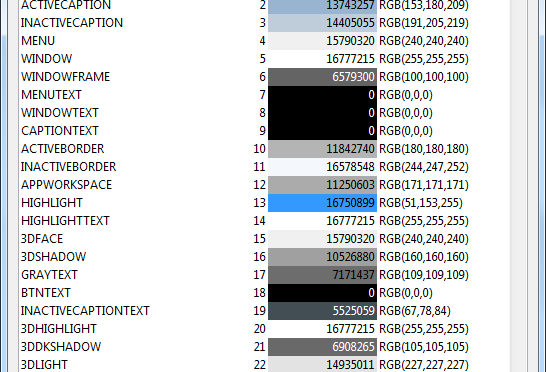 ACTIVECAPTION 2 13743257 RGB(153,180,209)
INACTIVECAPTION 3 14405055 RGB(191,205,219)
MENU 4 15790320 RGB(240,240,240)
WINDOW 5 16777215 RGB(255,255,255)
WINDOWFRAME 6 6579300 RGB(100,100,100)
MENUTEXT 7 0 RGB(0,0,0)
WINDOWTEXT 8 0 RGB(0,0,0)
CAPTIONTEXT 9 0 RGB(0,0,0)
ACTIVEBORDER 10 11842740 RGB(180,180,180)
INACTIVEBORDER 11 16578548 RGB(244,247,252)
APPWORKSPACE 12 11250603 RGB(171,171,171)
HIGHLIGHT 13 16750899 RGB(51,153,255)
HIGHLIGHTTEXT 14 16777215 RGB(255,255,255)
3DFACE 15 15790320 RGB(240,240,240)
3DSHADOW 16 10526880 RGB(160,160,160)
GRAYTEXT 17 7171437 RGB(109,109,109)
BTNTEXT 18 0 RGB(0,0,0)
INACTIVECAPTIONTEXT 19 5525059 RGB(67,78,84)
3DHIGHLIGHT 20 16777215 RGB(255,255,255)
3DDKSHADOW 21 6908265 RGB(105,105,105)
3DLIGHT 22 14935011 RGB(227,227,227)